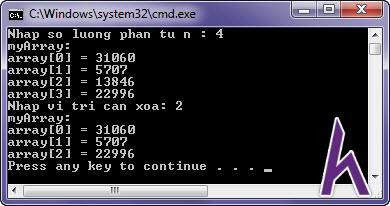 C:\Windows\system32\cmd.exe
Nhap so luong phan tu n : 4
myArray:
array[0] = 31060
array[1] = 5707
array[2] = 13846
array[3] = 22996
Nhap vi tri can xoa: 2
myArray:
array[0] = 31060
array[1] = 5707
array[2] = 22996
Press any key to continue . . . _